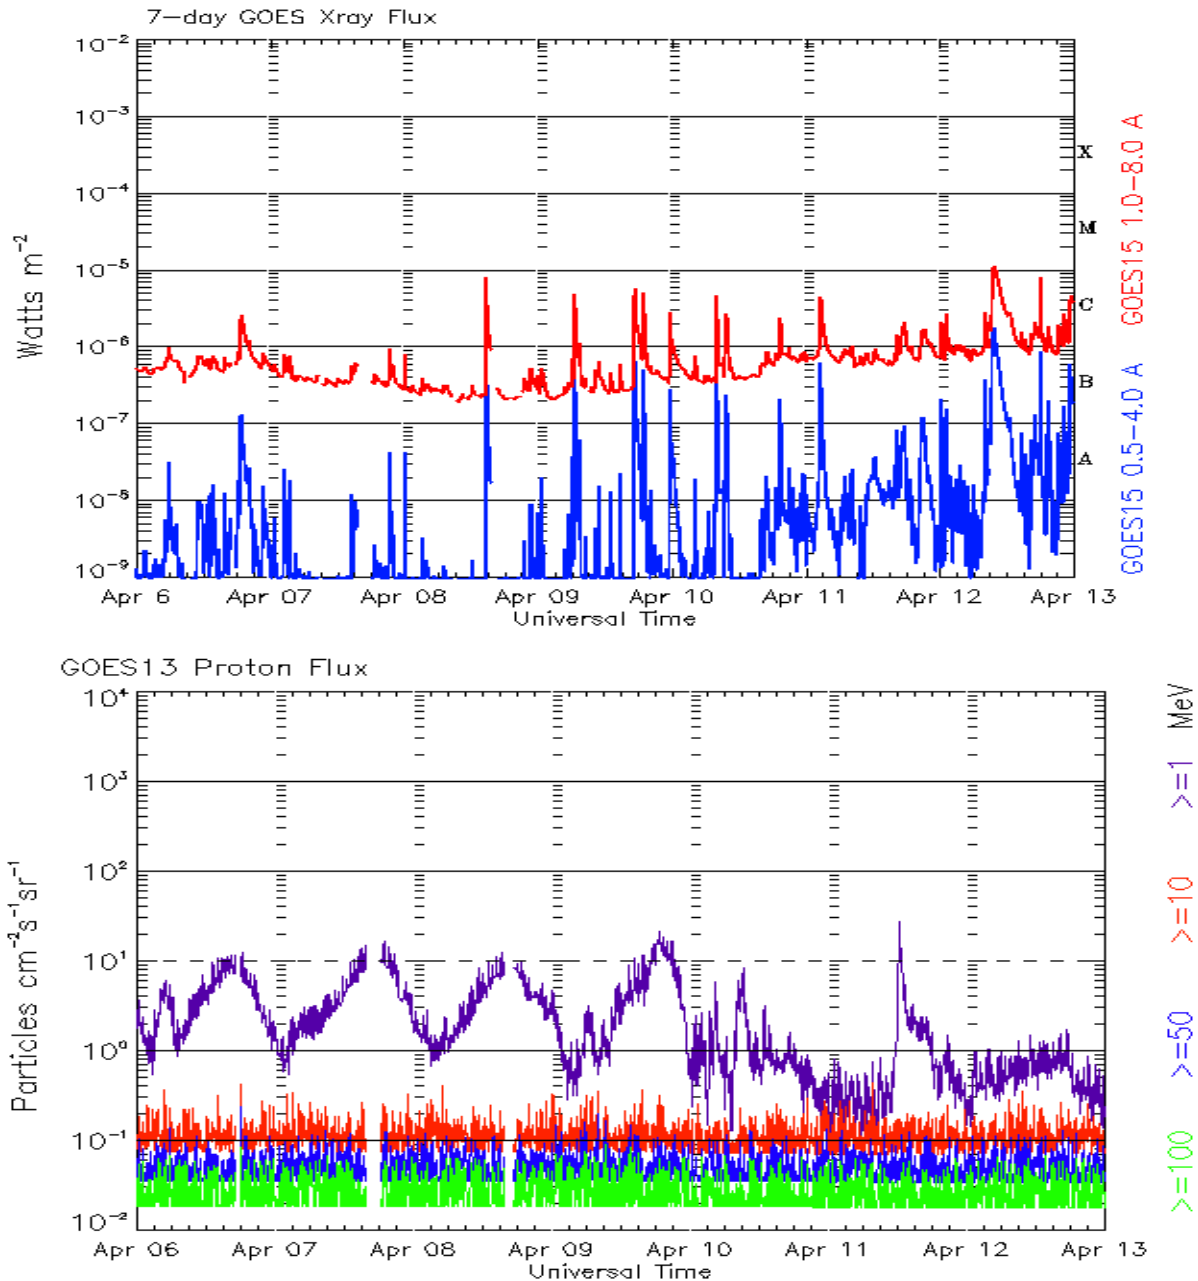 7-day GOES Xray Flux
10⁻²
10⁻³
10⁻⁴
10⁻⁵
10⁻⁶
10⁻⁷
10⁻⁸
10⁻⁹
Watts m⁻²
X
M
C
B
A
GOES15 1.0-8.0 A
GOES15 0.5-4.0 A
Apr 6 Apr 07 Apr 08 Apr 09 Apr 10 Apr 11 Apr 12 Apr 13
Universal Time
GOES13 Proton Flux
10⁴
10³
10²
10¹
10⁰
10⁻¹
10⁻²
Particles cm⁻²s⁻¹sr⁻¹
>=1 MeV
>=10
>=50
>=100
Apr 06 Apr 07 Apr 08 Apr 09 Apr 10 Apr 11 Apr 12 Apr 13
Universal Time